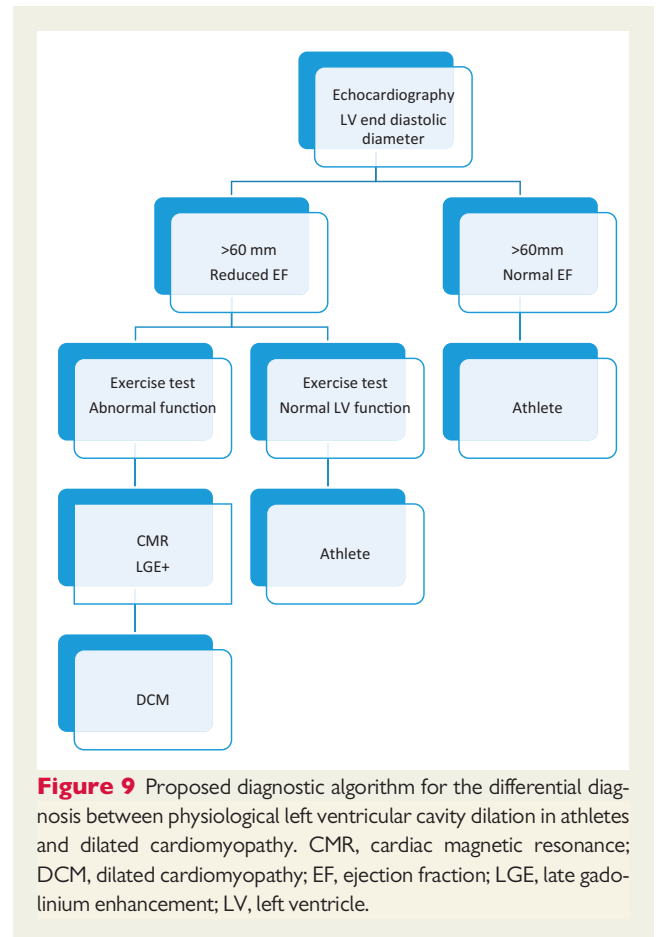 Echocardiography
LV end diastolic
diameter
>60 mm
Reduced EF
>60mm
Normal EF
Exercise test
Abnormal function
Exercise test
Normal LV function
Athlete
CMR
LGE+
Athlete
DCM
Figure 9 Proposed diagnostic algorithm for the differential diag-
nosis between physiological left ventricular cavity dilation in athletes
and dilated cardiomyopathy. CMR, cardiac magnetic resonance;
DCM, dilated cardiomyopathy; EF, ejection fraction; LGE, late gado-
linium enhancement; LV, left ventricle.